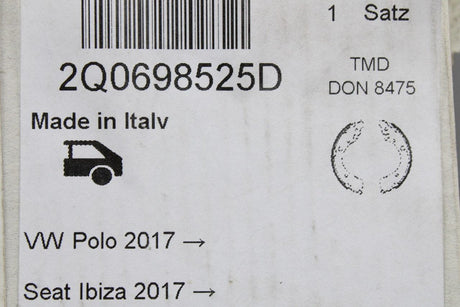 1 Satz
2Q0698525D
TMD
DON 8475
Made in Italv
VW Polo 2017 →
Seat Ibiza 2017 →